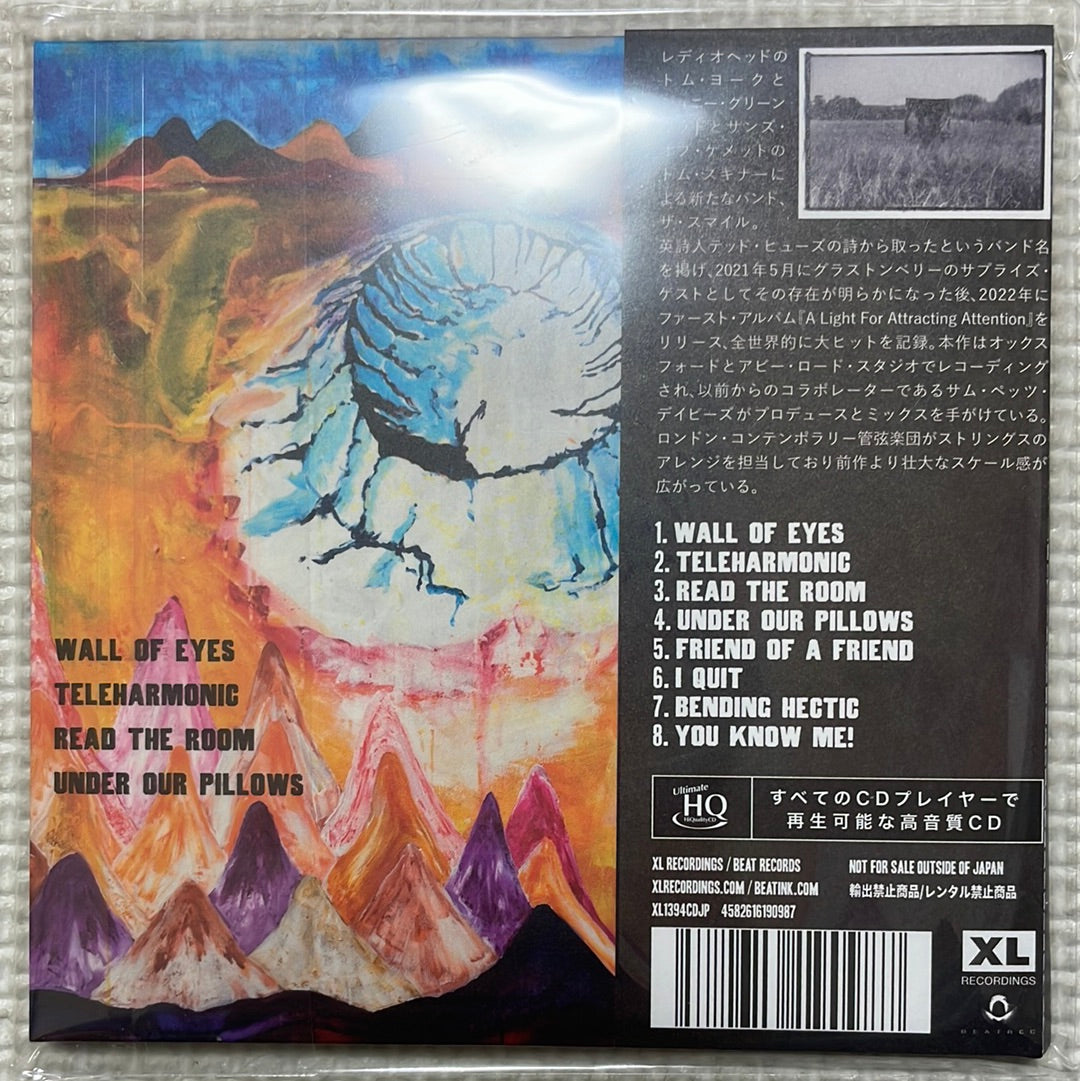 WALL OF EYES
TELEHARMONIC
READ THE ROOM
UNDER OUR PILLOWS
レディオヘッドの
トム・ヨークと
ニー・グリーン
ドとサンズ・
ケメットの
トム・スキナーに
よる新たなバンド、
ザ・スマイル。
英詩人テッド・ヒューズの詩から取ったというバンド名
を掲げ、2021年5月にグラストンベリーのサプライズ・
ゲストとしてその存在が明らかになった後、2022年に
ファースト・アルバム『A Light For Attracting Attention』を
リリース、全世界的に大ヒットを記録。本作はオックス
フォードとアビー・ロード・スタジオでレコーディング
され、以前からのコラボレーターであるサム・ペッツ・
デイビーズがプロデュースとミックスを手がけている。
ロンドン・コンテンポラリー管弦楽団がストリングスの
アレンジを担当しており前作より壮大なスケール感が
広がっている。
1. WALL OF EYES
2. TELEHARMONIC
3. READ THE ROOM
4. UNDER OUR PILLOWS
5. FRIEND OF A FRIEND
6. I QUIT
7. BENDING HECTIC
8. YOU KNOW ME!
Ultimate
HQ
HiQualityCD
すべてのCDプレイヤーで
再生可能な高音質CD
XL RECORDINGS / BEAT RECORDS
NOT FOR SALE OUTSIDE OF JAPAN
XLRECORDINGS.COM / BEATINK.COM
輸出禁止商品/レンタル禁止商品
XL1394CDJP 4582616190987
XL
RECORDINGS
BEATREC